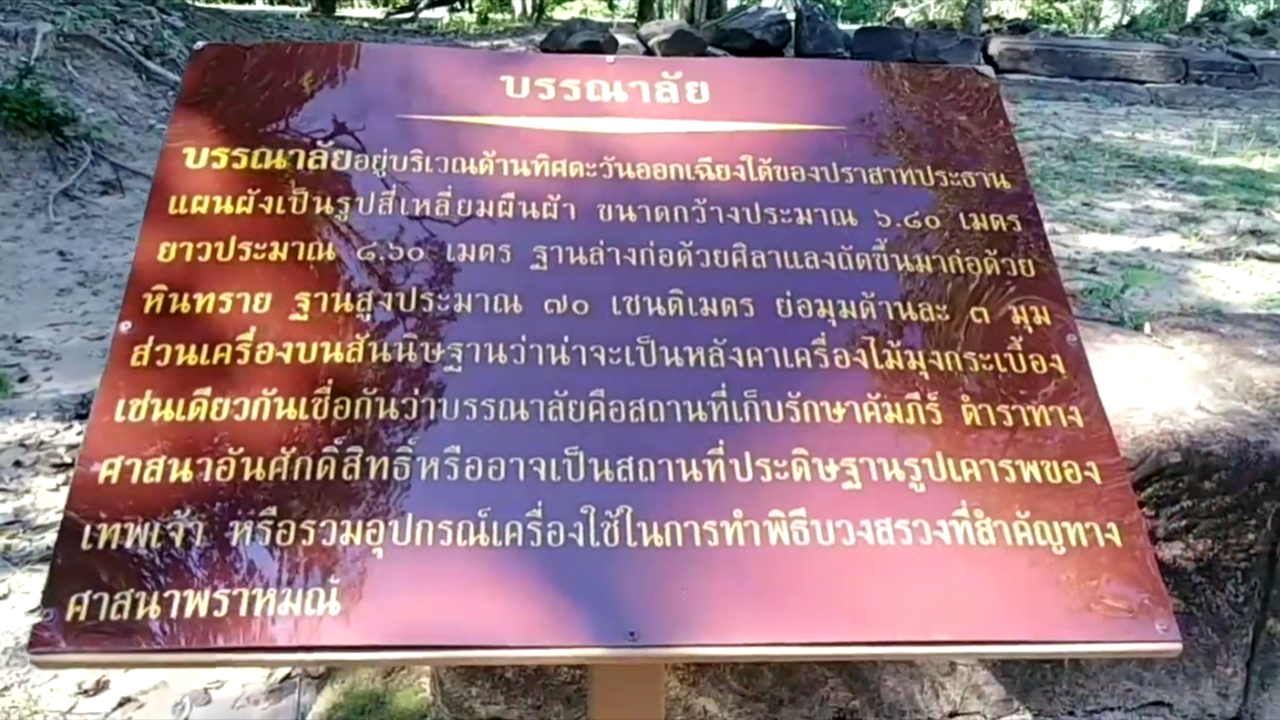 บรรณาลัย
บรรณาลัยอยู่บริเวณด้านทิศตะวันออกเฉียงใต้ของปราสาทประธาน
แผนผังเป็นรูปสี่เหลี่ยมผืนผ้า ขนาดกว้างประมาณ ๖.๘๐ เมตร
ยาวประมาณ ๘.๖๐ เมตร ฐานล่างก่อด้วยศิลาแลงถัดขึ้นมาก่อด้วย
หินทราย ฐานสูงประมาณ ๗๐ เซนติเมตร ย่อมุมด้านละ ๓ มุม
ส่วนเครื่องบนสันนิษฐานว่าน่าจะเป็นหลังคาเครื่องไม้มุงกระเบื้อง
เช่นเดียวกันเชื่อกันว่าบรรณาลัยคือสถานที่เก็บรักษาคัมภีร์ ตำราทาง
ศาสนาอันศักดิ์สิทธิ์หรืออาจเป็นสถานที่ประดิษฐานรูปเคารพของ
เทพเจ้า หรือรวมอุปกรณ์เครื่องใช้ในการทำพิธีบวงสรวงที่สำคัญทาง
ศาสนาพราหมณ์